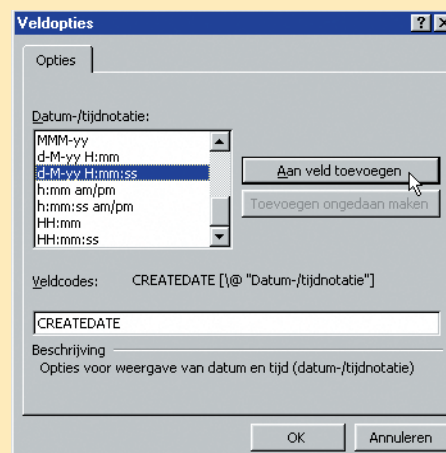 Veldopties
Opties
Datum-/tijdnotatie:
MMM-yy
d-M-yy H:mm
d-M-yy H:mm:ss
h:mm am/pm
h:mm:ss am/pm
HH:mm
HH:mm:ss
Aan veld toevoegen
Toevoegen ongedaan maken
Veldcodes: CREATEDATE [\@ "Datum-/tijdnotatie"]
CREATEDATE
Beschrijving
Opties voor weergave van datum en tijd (datum-/tijdnotatie)
OK
Annuleren